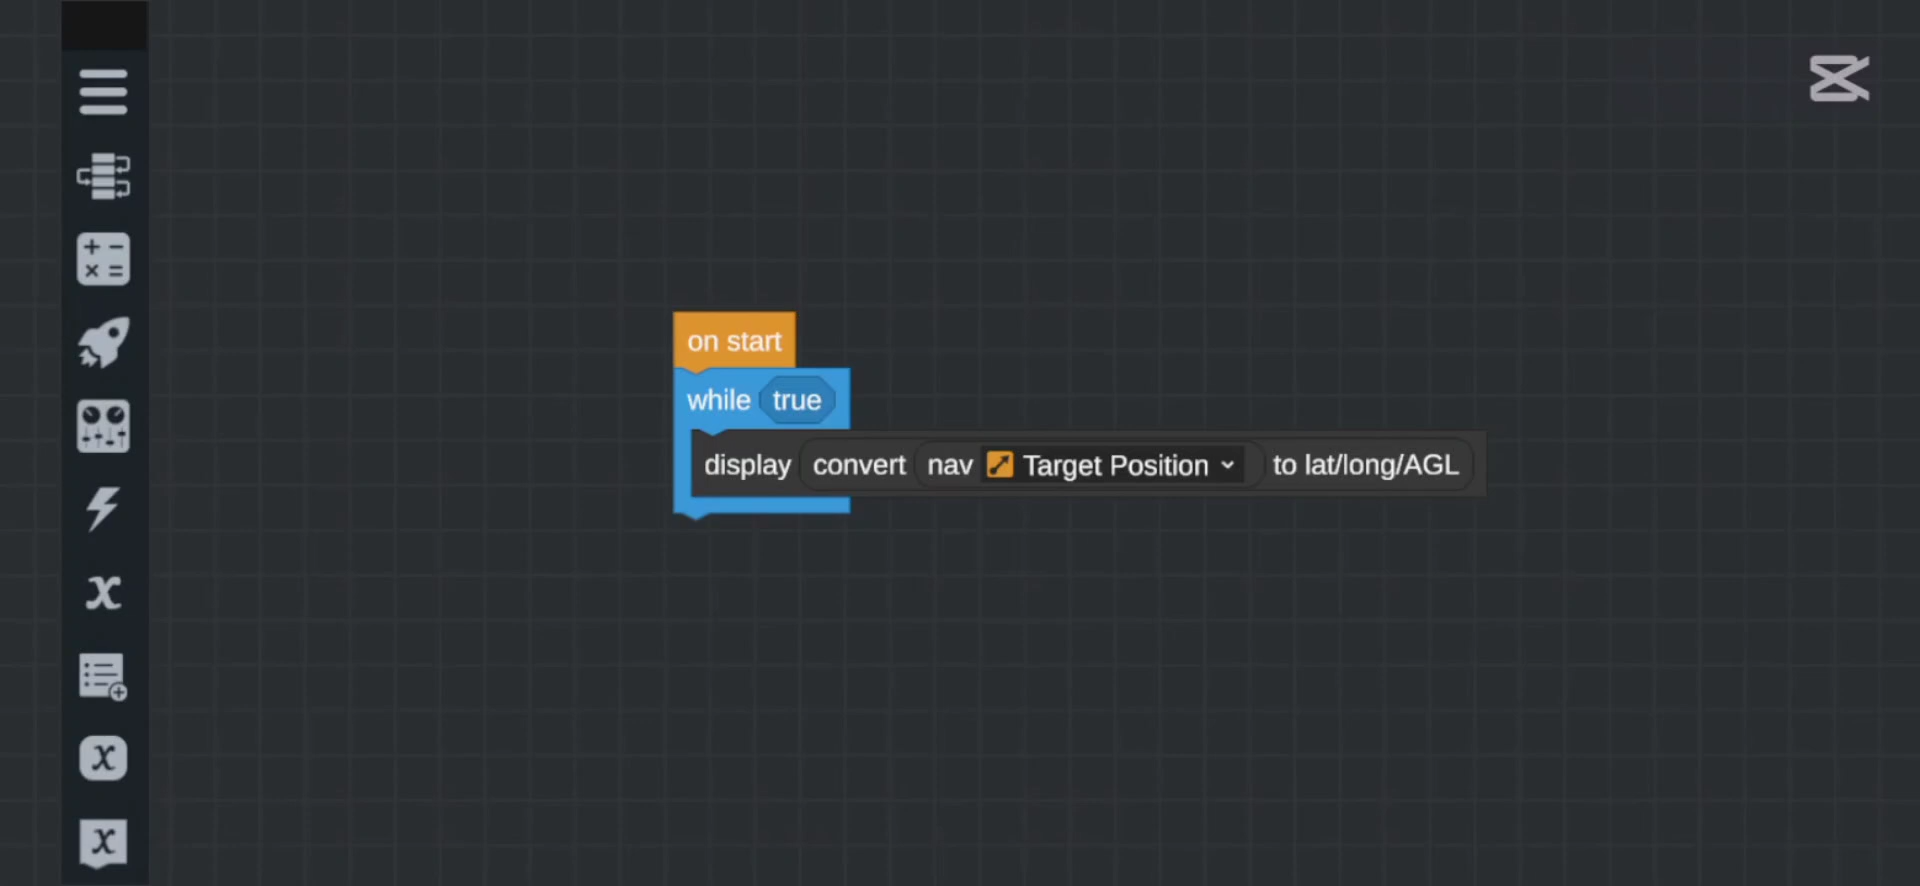 on start
while true
display convert nav Target Position to lat/long/AGL